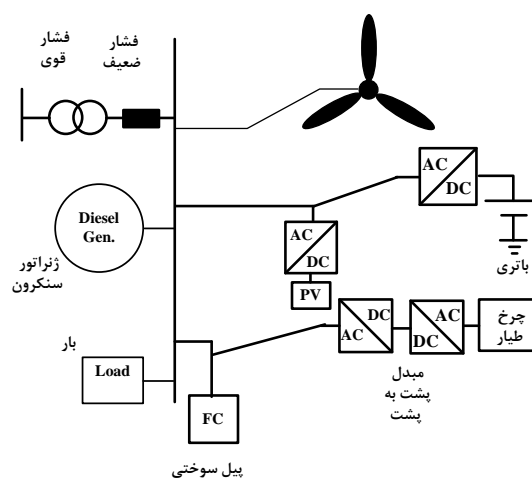 فشار
قوی
فشار
ضعیف
AC
DC
باتری
Diesel
Gen.
ژنراتور
سنکرون
AC
DC
PV
DC
AC
AC
DC
چرخ
طیار
مبدل
پشت به
پشت
بار
Load
FC
پیل سوختی